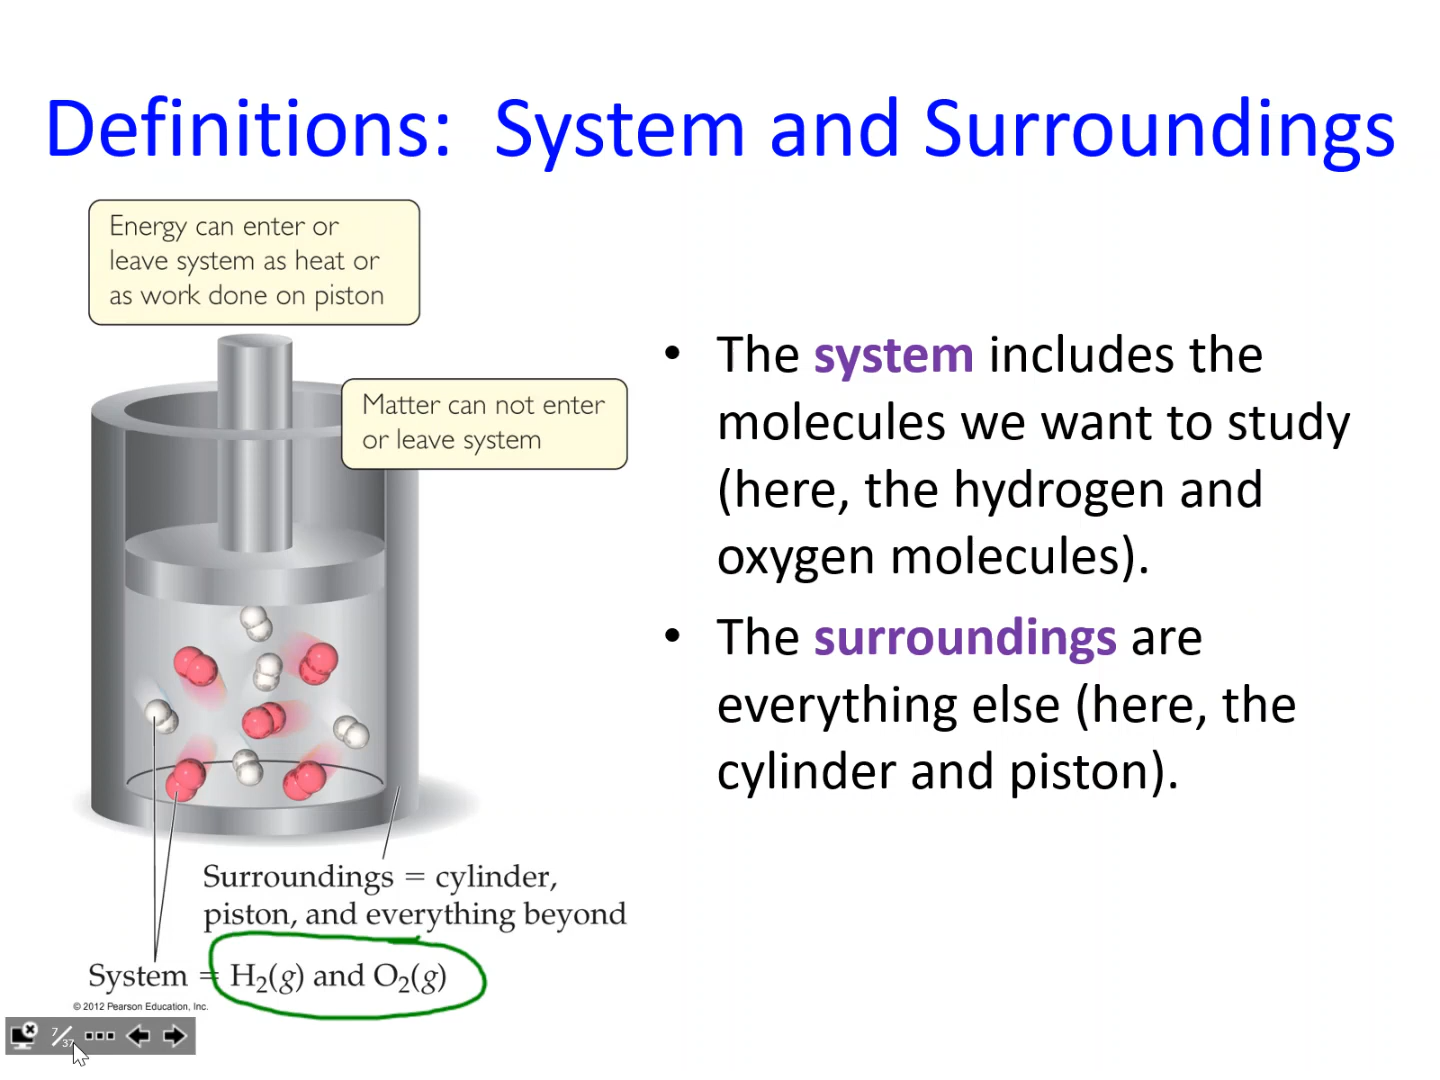 Definitions:  System and Surroundings
Energy can enter or
leave system as heat or
as work done on piston
Matter can not enter
or leave system
• The system includes the
molecules we want to study
(here, the hydrogen and
oxygen molecules).
• The surroundings are
everything else (here, the
cylinder and piston).
Surroundings = cylinder,
piston, and everything beyond
System = H₂(g) and O₂(g)
© 2012 Pearson Education, Inc.
7/37